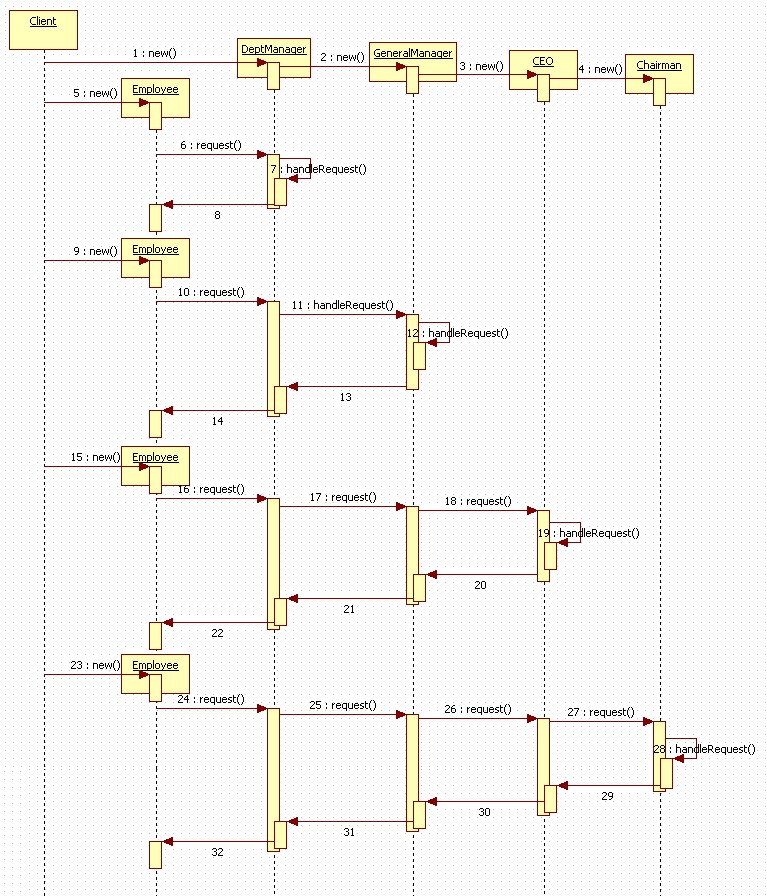 Client
DeptManager
GeneralManager
CEO
Chairman
1 : new()
2 : new()
3 : new()
4 : new()
5 : new()
Employee
6 : request()
7 : handleRequest()
8
9 : new()
Employee
10 : request()
11 : handleRequest()
12 : handleRequest()
13
14
15 : new()
Employee
16 : request()
17 : request()
18 : request()
19 : handleRequest()
20
21
22
23 : new()
Employee
24 : request()
25 : request()
26 : request()
27 : request()
28 : handleRequest()
29
30
31
32